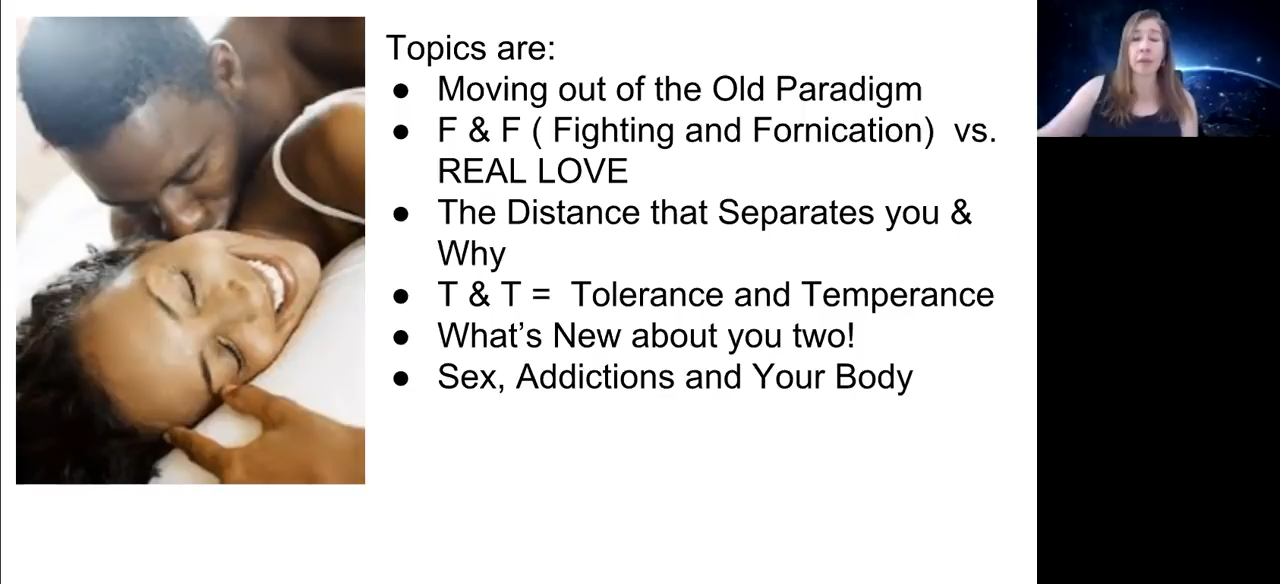 Topics are:
● Moving out of the Old Paradigm
● F & F ( Fighting and Fornication)  vs.
REAL LOVE
● The Distance that Separates you &
Why
● T & T =  Tolerance and Temperance
● What’s New about you two!
● Sex, Addictions and Your Body